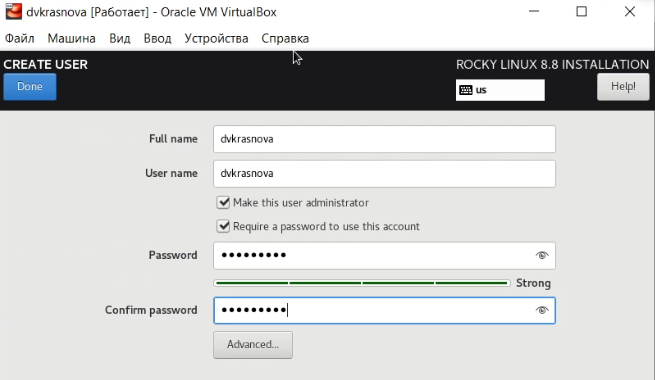 dvkrasnova [Работает] - Oracle VM VirtualBox
Файл Машина Вид Ввод Устройства Справка
CREATE USER
ROCKY LINUX 8.8 INSTALLATION
Done
us
Help!
Full name
dvkrasnova
User name
dvkrasnova
Make this user administrator
Require a password to use this account
Password
●●●●●●●●●
Strong
Confirm password
●●●●●●●●●
Advanced...